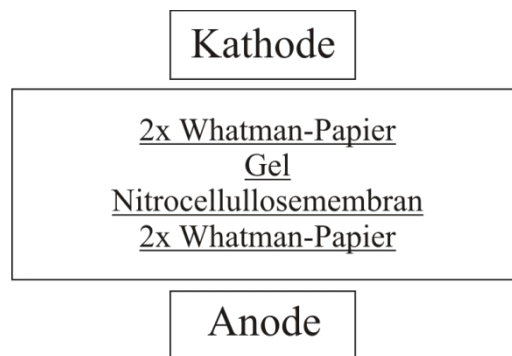 Kathode
2x Whatman-Papier
Gel
Nitrocellullosemembran
2x Whatman-Papier
Anode